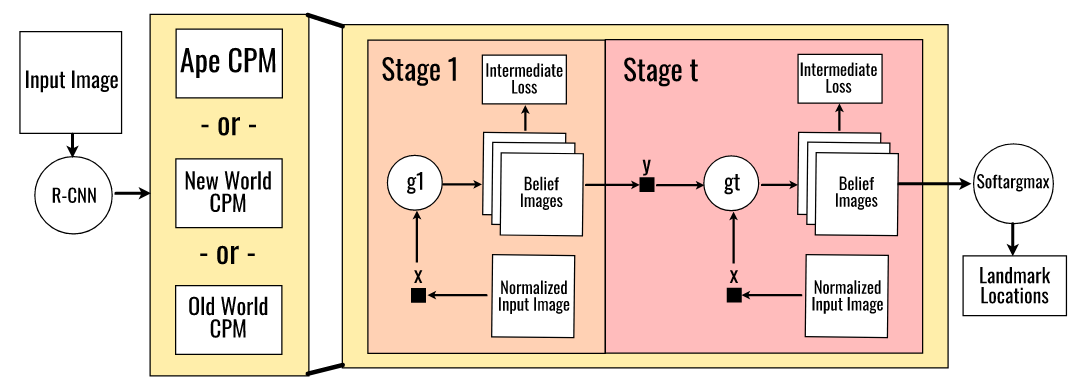 Input Image
R-CNN
Ape CPM
- or -
New World
CPM
- or -
Old World
CPM
Stage 1
Intermediate
Loss
g1
Belief
Images
x
Normalized
Input Image
Stage t
Intermediate
Loss
y
gt
Belief
Images
x
Normalized
Input Image
Softargmax
Landmark
Locations